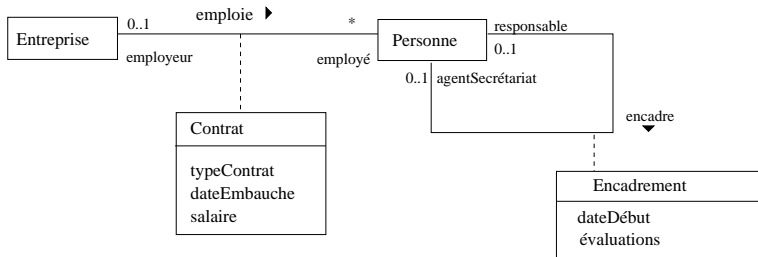 emploie
0..1
*
responsable
Entreprise
Personne
0..1
employeur
employé
0..1
agentSecrétariat
encadre
Contrat
typeContrat
dateEmbauche
salaire
Encadrement
dateDébut
évaluations